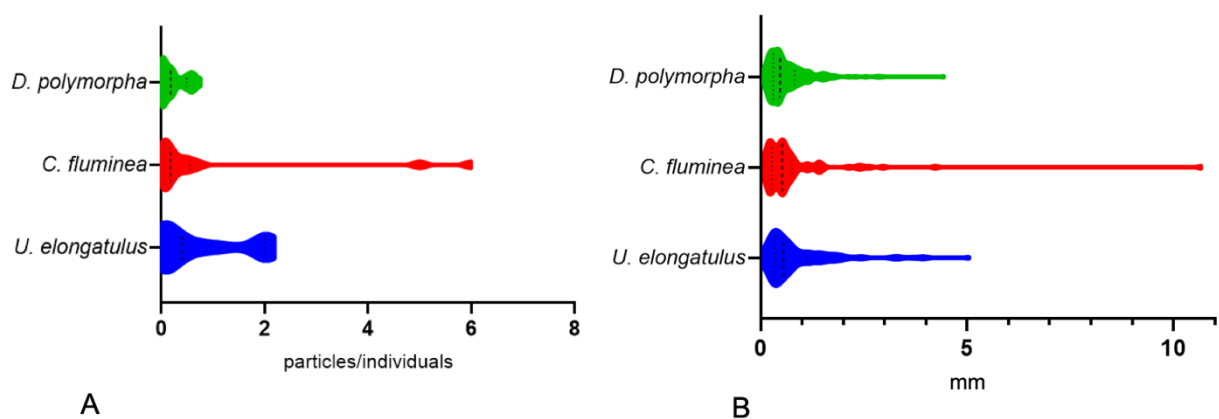 D. polymorpha
C. fluminea
U. elongatulus
0 2 4 6 8
particles/individuals
A
D. polymorpha
C. fluminea
U. elongatulus
0 5 10
mm
B